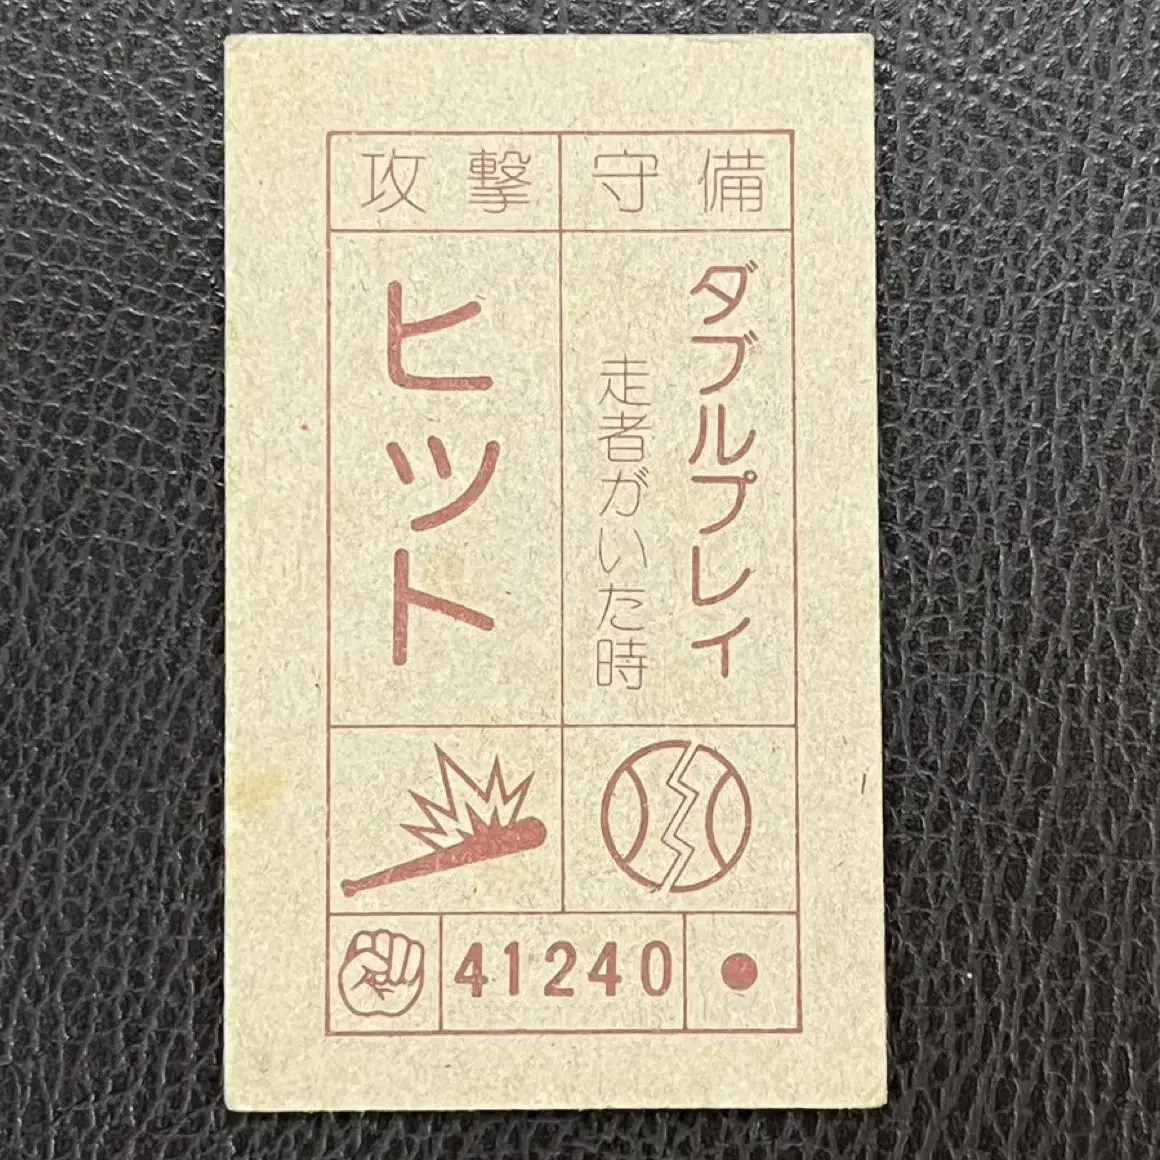 攻撃
守備
ヒット
ダブルプレイ
走者がいた時
41240